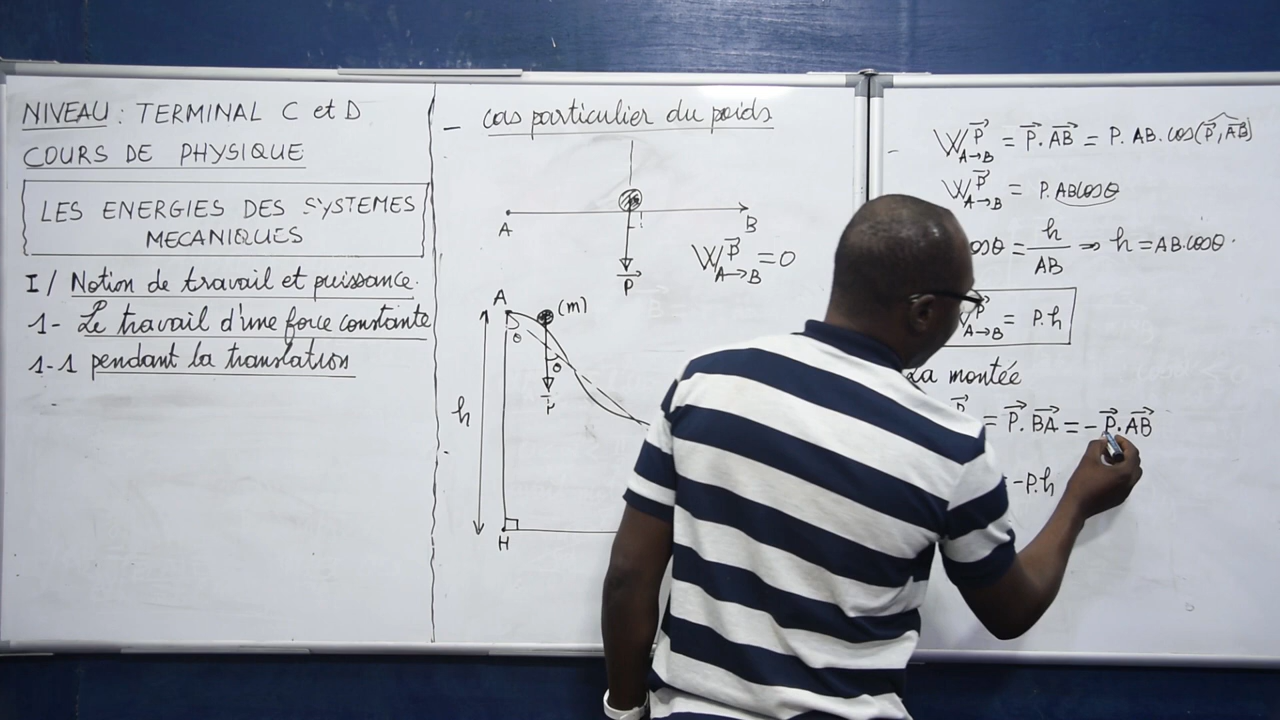 NIVEAU : TERMINAL C et D
COURS DE PHYSIQUE
LES ENERGIES DES SYSTEMES
MECANIQUES
I / Notion de travail et puissance.
1- Le travail d'une force constante
1-1 pendant la translation
- cas particulier du poids
A
B
P⃗
W P⃗ A→B = 0
A
(m)
θ
θ
P⃗
h
H
W P⃗ A→B = P⃗.AB⃗ = P.AB.cos(P⃗,AB⃗)
W P⃗ A→B = P.ABcosθ
osθ = h/AB ⇒ h = AB.cosθ.
P⃗ A→B = P.h
La montée
P⃗ = P⃗.BA⃗ = -P⃗.AB⃗
-P.h